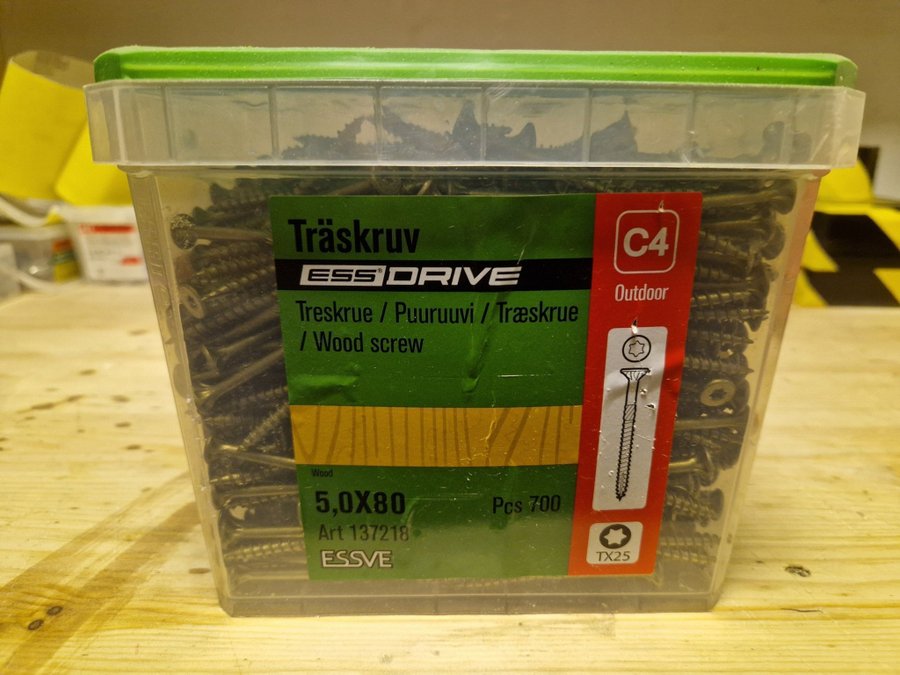 Träskruv
ESSDRIVE
Treskrue / Puuruuvi / Træskrue
/ Wood screw
Wood
5,0X80
Pcs 700
Art 137218
ESSVE
C4
Outdoor
TX25